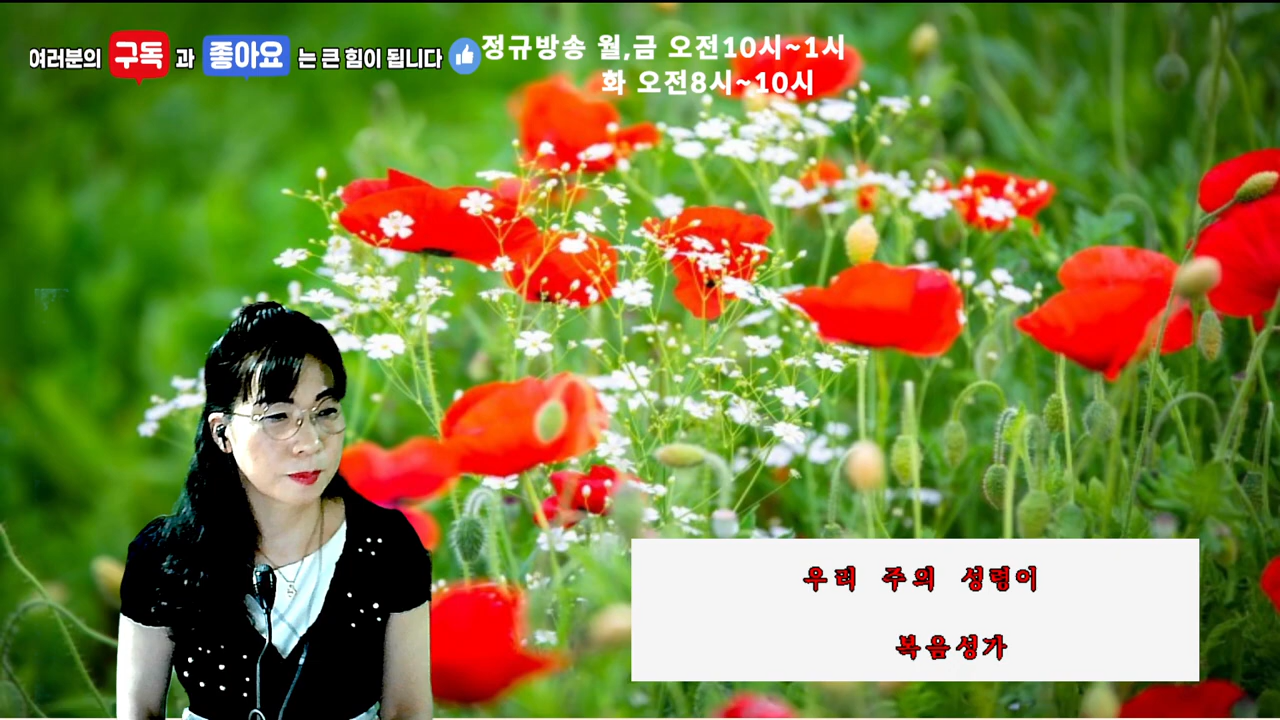 여러분의 구독 과 좋아요 는 큰 힘이 됩니다
정규방송 월,금 오전10시~1시
화 오전8시~10시
우리 주의 성령이
복음성가